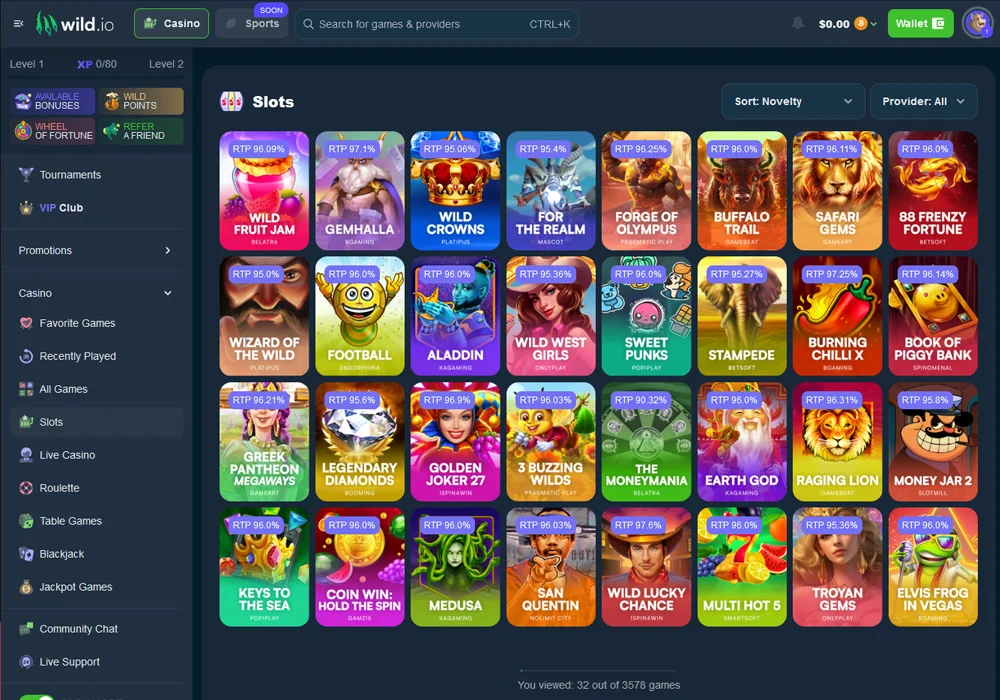 wild.io
Casino
SOON
Sports
Search for games & providers
CTRL+K
$0.00
Wallet
1
Level 1
XP 0/80
Level 2
AVAILABLE
BONUSES
WILD
POINTS
WHEEL
OF FORTUNE
REFER
A FRIEND
Tournaments
VIP Club
Promotions
Casino
Favorite Games
Recently Played
All Games
Slots
Live Casino
Roulette
Table Games
Blackjack
Jackpot Games
Community Chat
Live Support
Slots
Sort: Novelty
Provider: All
RTP 96.09%
WILD
FRUIT JAM
BELATRA
RTP 97.1%
GEMHALLA
BGAMING
RTP 95.06%
WILD
CROWNS
PLATIPUS
RTP 95.4%
FOR
THE REALM
MASCOT
RTP 96.25%
FORGE OF
OLYMPUS
PRAGMATIC PLAY
RTP 96.0%
BUFFALO
TRAIL
GAMEBEAT
RTP 96.11%
SAFARI
GEMS
GAMEART
RTP 96.0%
88 FRENZY
FORTUNE
BETSOFT
RTP 95.0%
WIZARD OF
THE WILD
PLATIPUS
RTP 96.0%
FOOTBALL
ENDORPHINA
RTP 96.0%
ALADDIN
KAGAMING
RTP 95.36%
WILD WEST
GIRLS
ONLYPLAY
RTP 96.0%
SWEET
PUNKS
POPIPLAY
RTP 95.27%
STAMPEDE
BETSOFT
RTP 97.25%
BURNING
CHILLI X
BGAMING
RTP 96.14%
BOOK OF
PIGGY BANK
SPINOMENAL
RTP 96.21%
GREEK
PANTHEON
MEGAWAYS
GAMEART
RTP 95.6%
LEGENDARY
DIAMONDS
BOOMING
RTP 96.9%
GOLDEN
JOKER 27
1SPIN4WIN
RTP 96.03%
3 BUZZING
WILDS
PRAGMATIC PLAY
RTP 90.32%
THE
MONEYMANIA
BELATRA
RTP 96.0%
EARTH GOD
KAGAMING
RTP 96.31%
RAGING LION
GAMEBEAT
RTP 95.8%
MONEY JAR 2
SLOTMILL
RTP 96.0%
KEYS TO
THE SEA
POPIPLAY
RTP 96.0%
COIN WIN:
HOLD THE SPIN
GAMZIX
RTP 96.0%
MEDUSA
KAGAMING
RTP 96.03%
SAN
QUENTIN
NOLIMIT CITY
RTP 97.6%
WILD LUCKY
CHANCE
1SPIN4WIN
RTP 96.0%
MULTI HOT 5
SMARTSOFT
RTP 95.36%
TROYAN
GEMS
ONLYPLAY
RTP 96.0%
ELVIS FROG
IN VEGAS
BGAMING
You viewed: 32 out of 3578 games